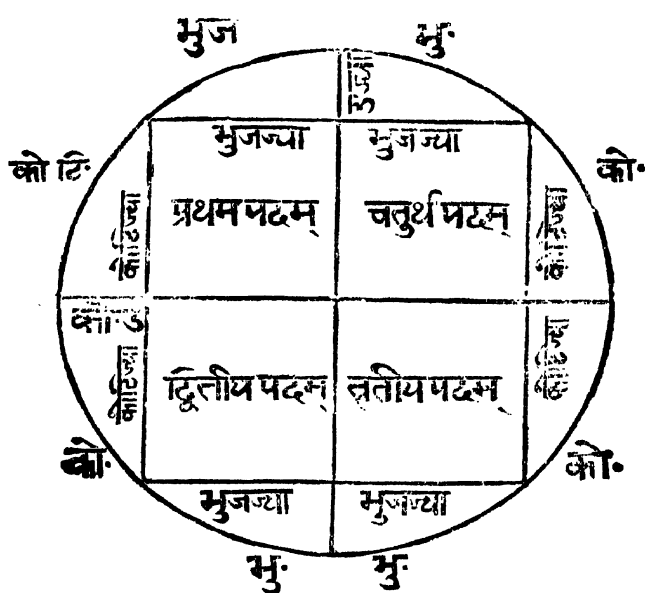 भुज भु·
भुजज्या भुजज्या
कोटि· को·
प्रथमपदम् चतुर्थपदम्
कोटिज्या कोटिज्या
कोटिज्या कोटिज्या
द्वितीयपदम् तृतीयपदम्
को· को·
भुजज्या भुजज्या
भु· भु·